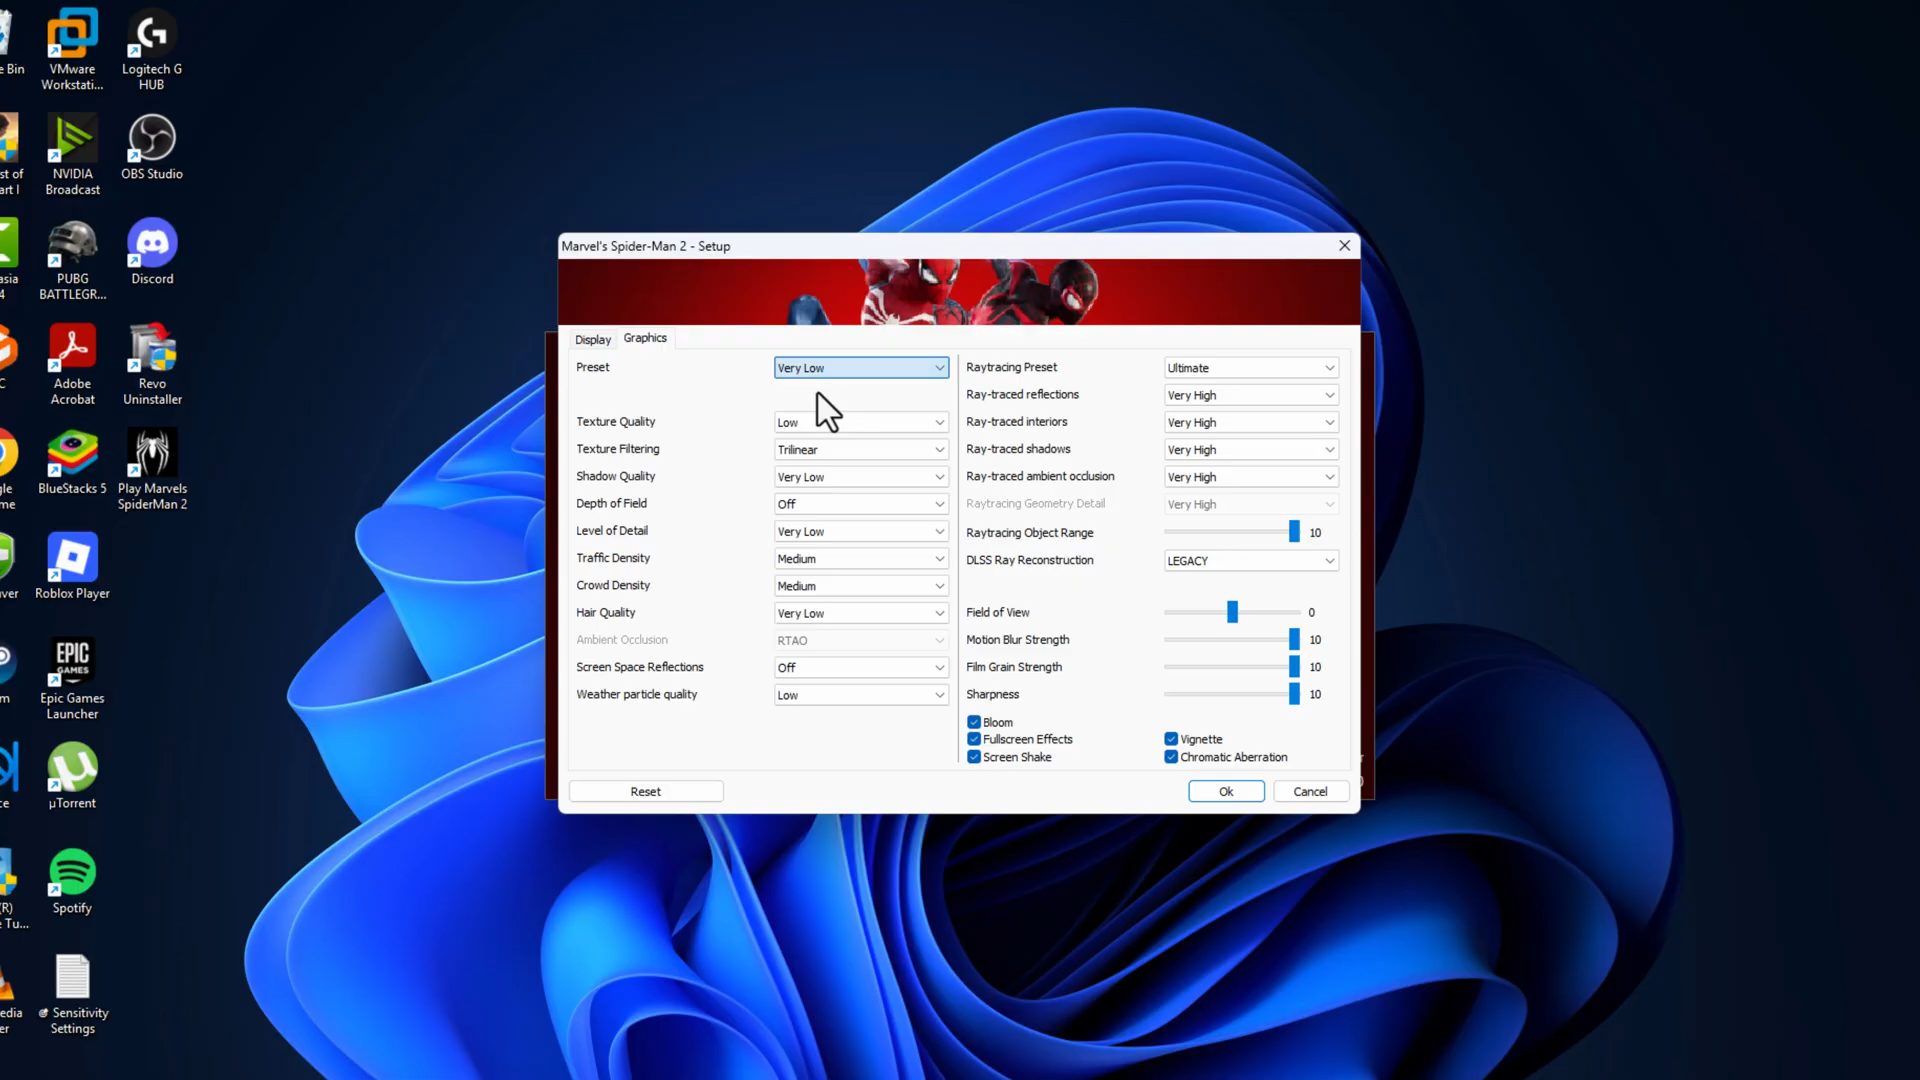 e Bin
VMware
Workstati...
Logitech G
HUB
st of
art I
NVIDIA
Broadcast
OBS Studio
asia
4
PUBG
BATTLEGR...
Discord
C
Adobe
Acrobat
Revo
Uninstaller
gle
me
BlueStacks 5
Play Marvels
SpiderMan 2
ver
Roblox Player
m
EPIC
GAMES
Epic Games
Launcher
ce
µTorrent
(R)
e Tu...
Spotify
edia
er
Sensitivity
Settings
Marvel's Spider-Man 2 - Setup
Display
Graphics
Preset
Very Low
Texture Quality
Low
Texture Filtering
Trilinear
Shadow Quality
Very Low
Depth of Field
Off
Level of Detail
Very Low
Traffic Density
Medium
Crowd Density
Medium
Hair Quality
Very Low
Ambient Occlusion
RTAO
Screen Space Reflections
Off
Weather particle quality
Low
Raytracing Preset
Ultimate
Ray-traced reflections
Very High
Ray-traced interiors
Very High
Ray-traced shadows
Very High
Ray-traced ambient occlusion
Very High
Raytracing Geometry Detail
Very High
Raytracing Object Range
10
DLSS Ray Reconstruction
LEGACY
Field of View
0
Motion Blur Strength
10
Film Grain Strength
10
Sharpness
10
Bloom
Fullscreen Effects
Vignette
Screen Shake
Chromatic Aberration
Reset
Ok
Cancel